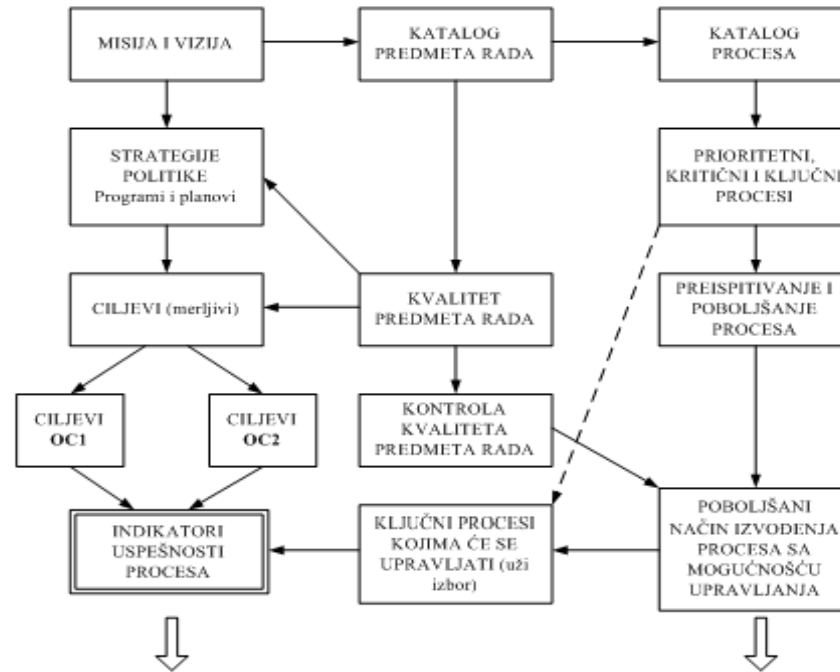 MISIJA I VIZIJA
KATALOG
PREDMETA RADA
KATALOG
PROCESA
STRATEGIJE
POLITIKE
Programi i planovi
PRIORITETNI,
KRITIČNI I KLJUČNI
PROCESI
CILJEVI (merljivi)
KVALITET
PREDMETA RADA
PREISPITIVANJE I
POBOLJŠANJE
PROCESA
CILJEVI
OC1
CILJEVI
OC2
KONTROLA
KVALITETA
PREDMETA RADA
INDIKATORI
USPEŠNOSTI
PROCESA
KLJUČNI PROCESI
KOJIMA ĆE SE
UPRAVLJATI (uži
izbor)
POBOLJŠANI
NAČIN IZVOĐENJA
PROCESA SA
MOGUĆNOŠĆU
UPRAVLJANJA